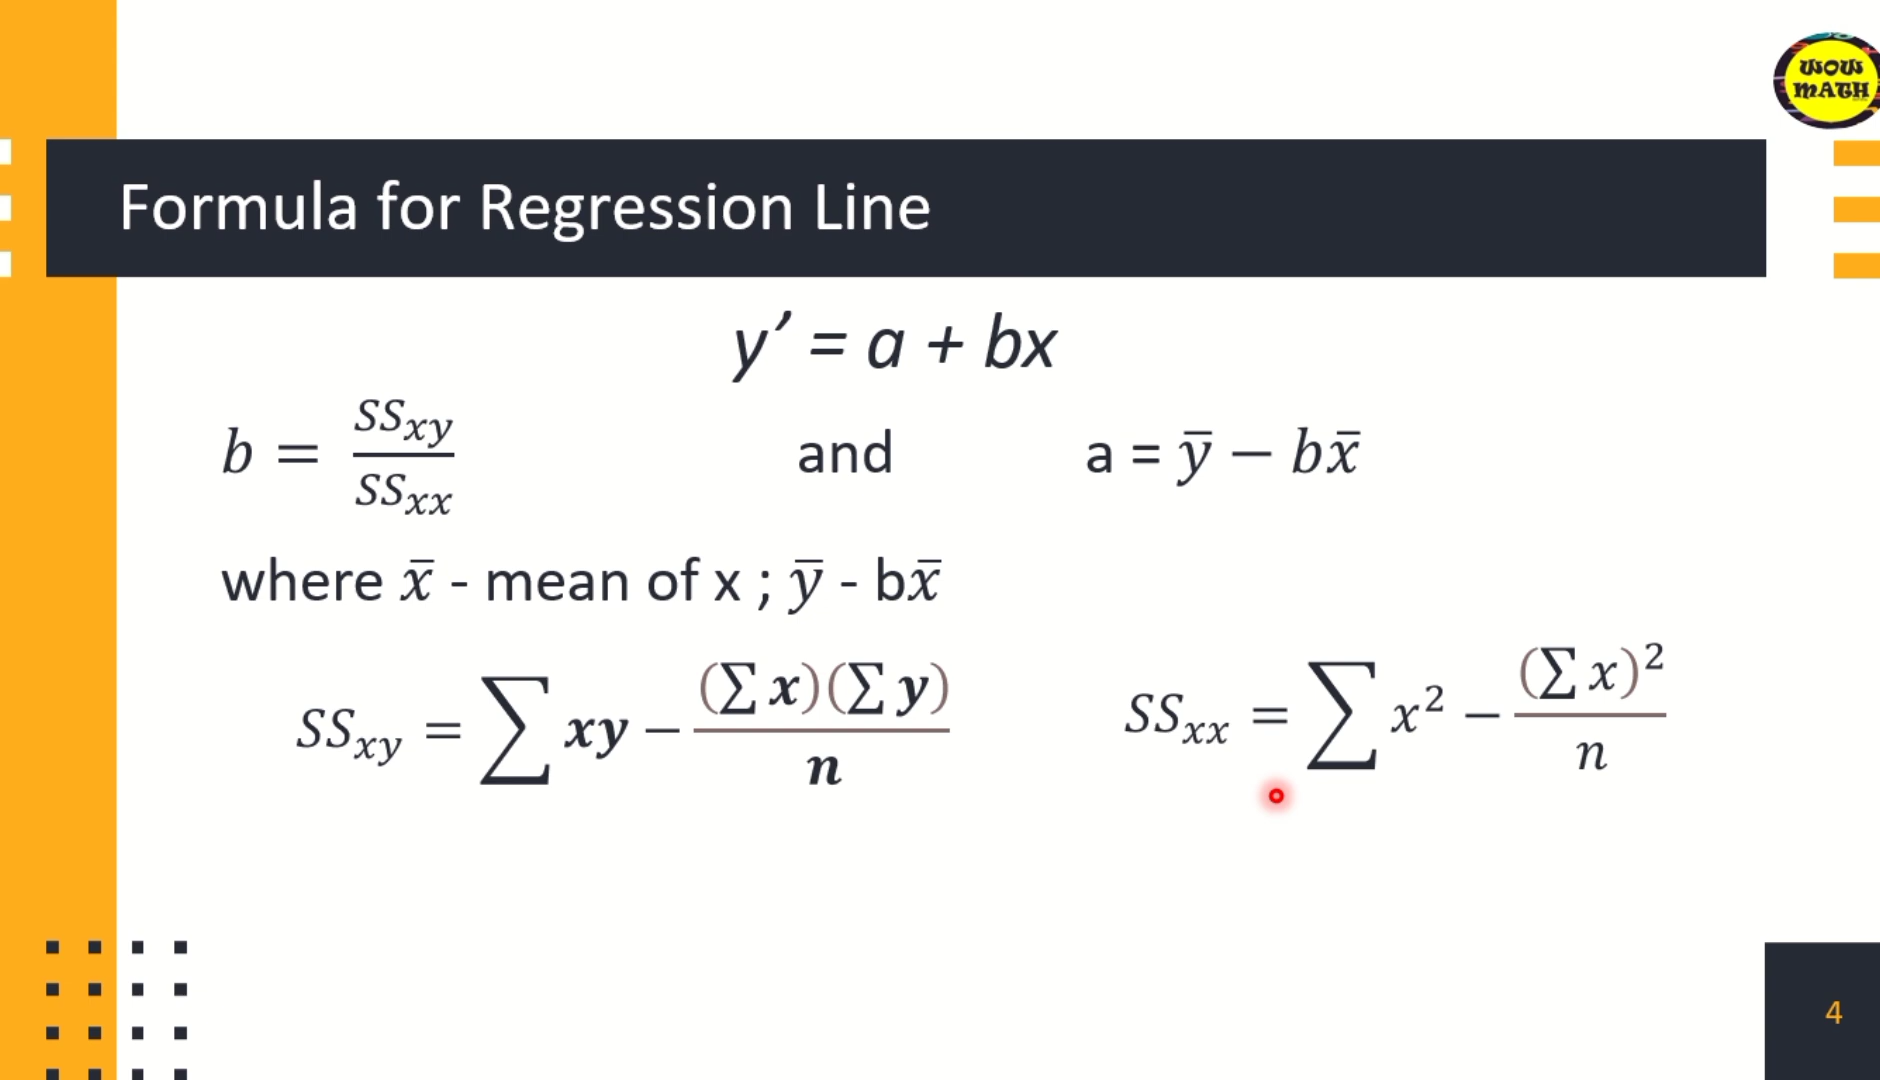 WOW
MATH
Formula for Regression Line
y′ = a + bx
b = SSxy / SSxx and a = y̅ − bx̅
where x̅ - mean of x ; y̅ - bx̅
SSxy = ∑ xy − (∑ x)(∑ y) / n SSxx = ∑ x² − (∑ x)² / n
4